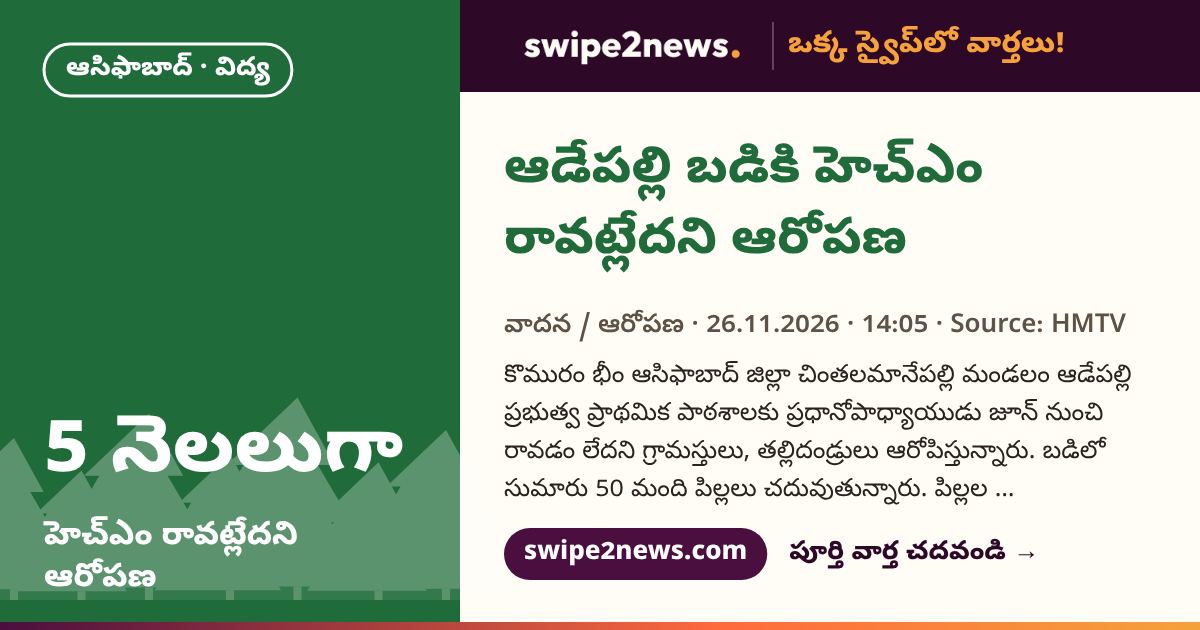 ఆసిఫాబాద్ · విద్య
5 నెలలుగా
హెచ్ఎం రావట్లేదని
ఆరోపణ
swipe2news.
ఒక్క స్వైప్‌లో వార్తలు!
ఆడేపల్లి బడికి హెచ్ఎం
రావట్లేదని ఆరోపణ
వాదన / ఆరోపణ · 26.11.2026 · 14:05 · Source: HMTV
కొమురం భీం ఆసిఫాబాద్ జిల్లా చింతలమానేపల్లి మండలం ఆడేపల్లి
ప్రభుత్వ ప్రాథమిక పాఠశాలకు ప్రధానోపాధ్యాయుడు జూన్ నుంచి
రావడం లేదని గ్రామస్తులు, తల్లిదండ్రులు ఆరోపిస్తున్నారు. బడిలో
సుమారు 50 మంది పిల్లలు చదువుతున్నారు. పిల్లల ...
swipe2news.com
పూర్తి వార్త చదవండి →